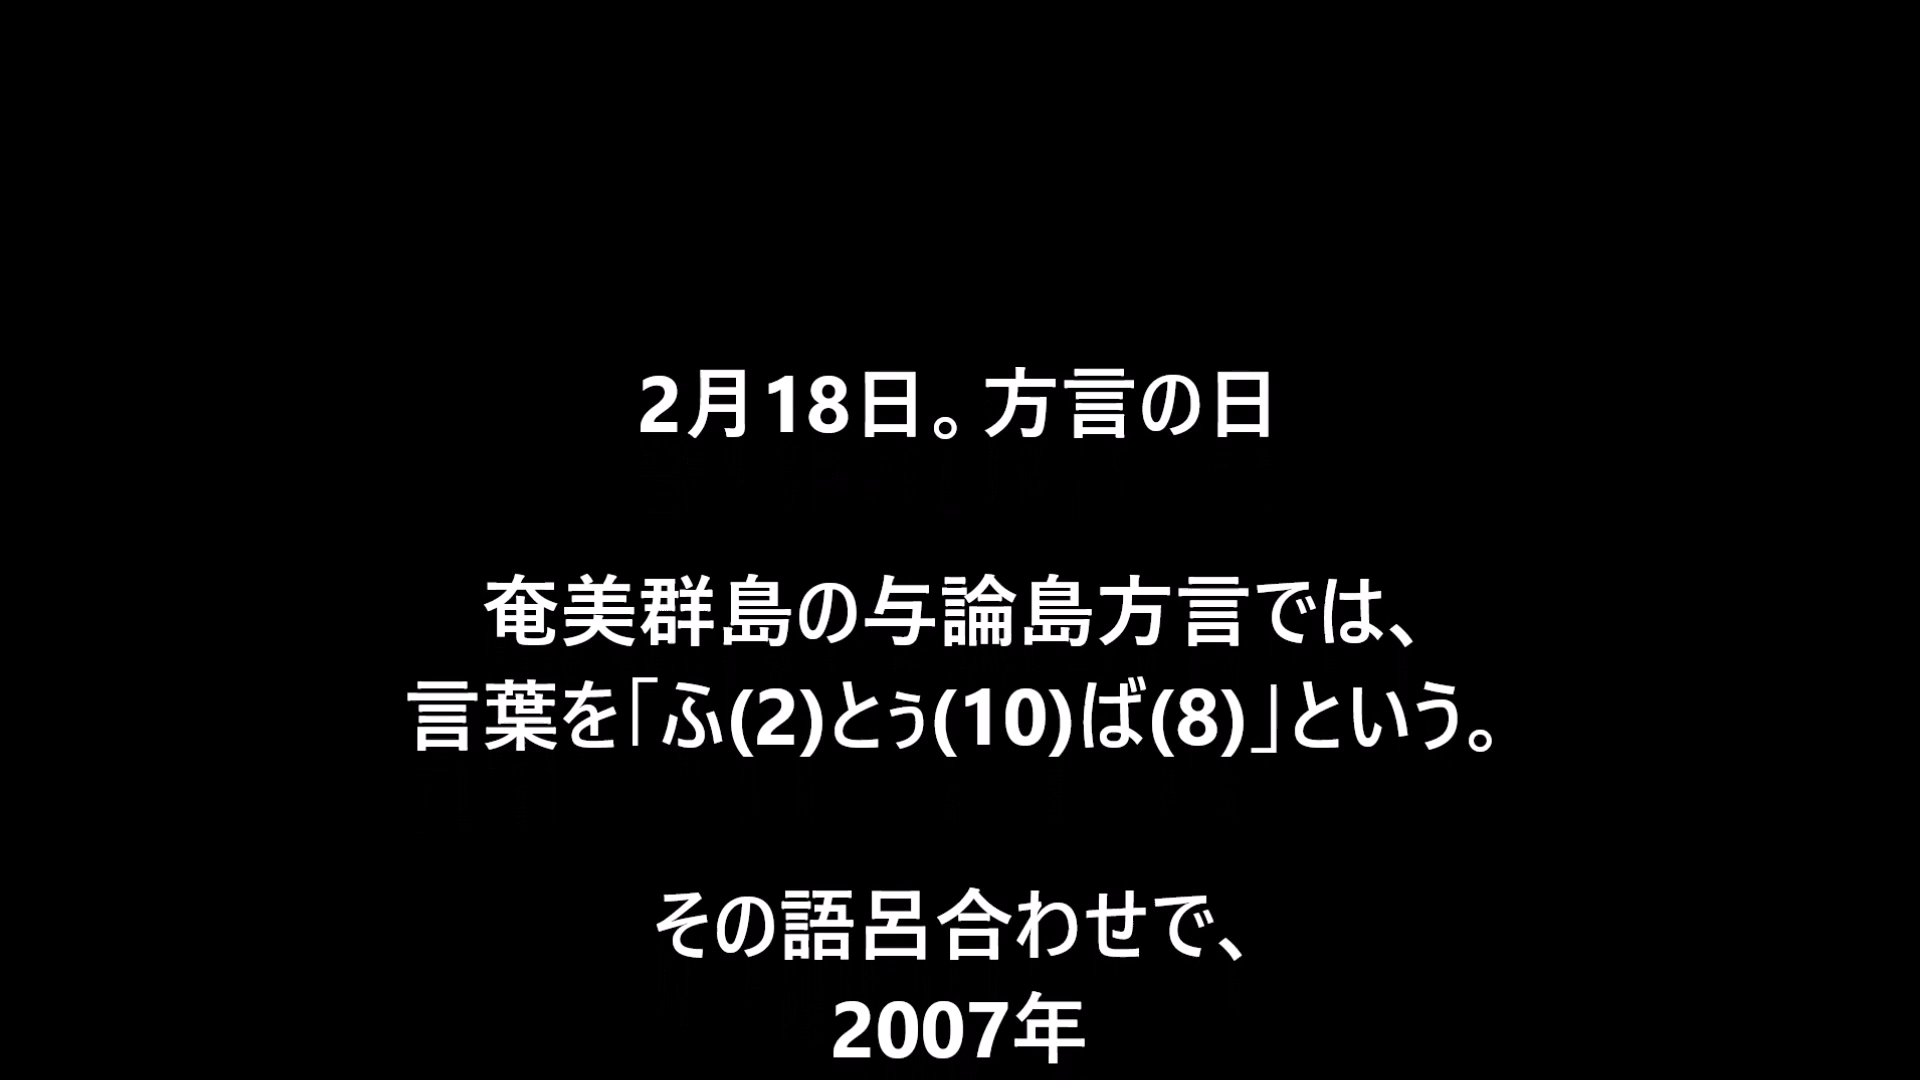 2月18日。方言の日
奄美群島の与論島方言では、
言葉を「ふ(2)とぅ(10)ば(8)」という。
その語呂合わせで、
2007年